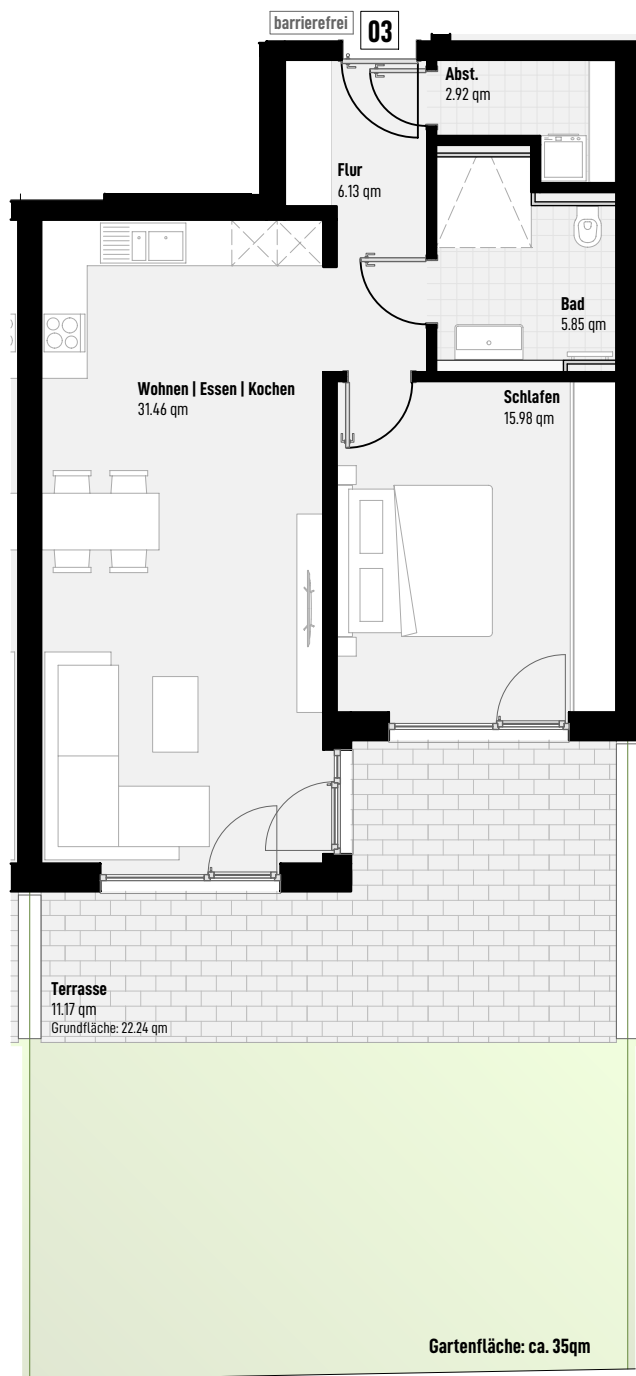 barrierefrei 03
Abst.
2.92 qm
Flur
6.13 qm
Bad
5.85 qm
Wohnen | Essen | Kochen
31.46 qm
Schlafen
15.98 qm
Terrasse
11.17 qm
Grundfläche: 22.24 qm
Gartenfläche: ca. 35qm